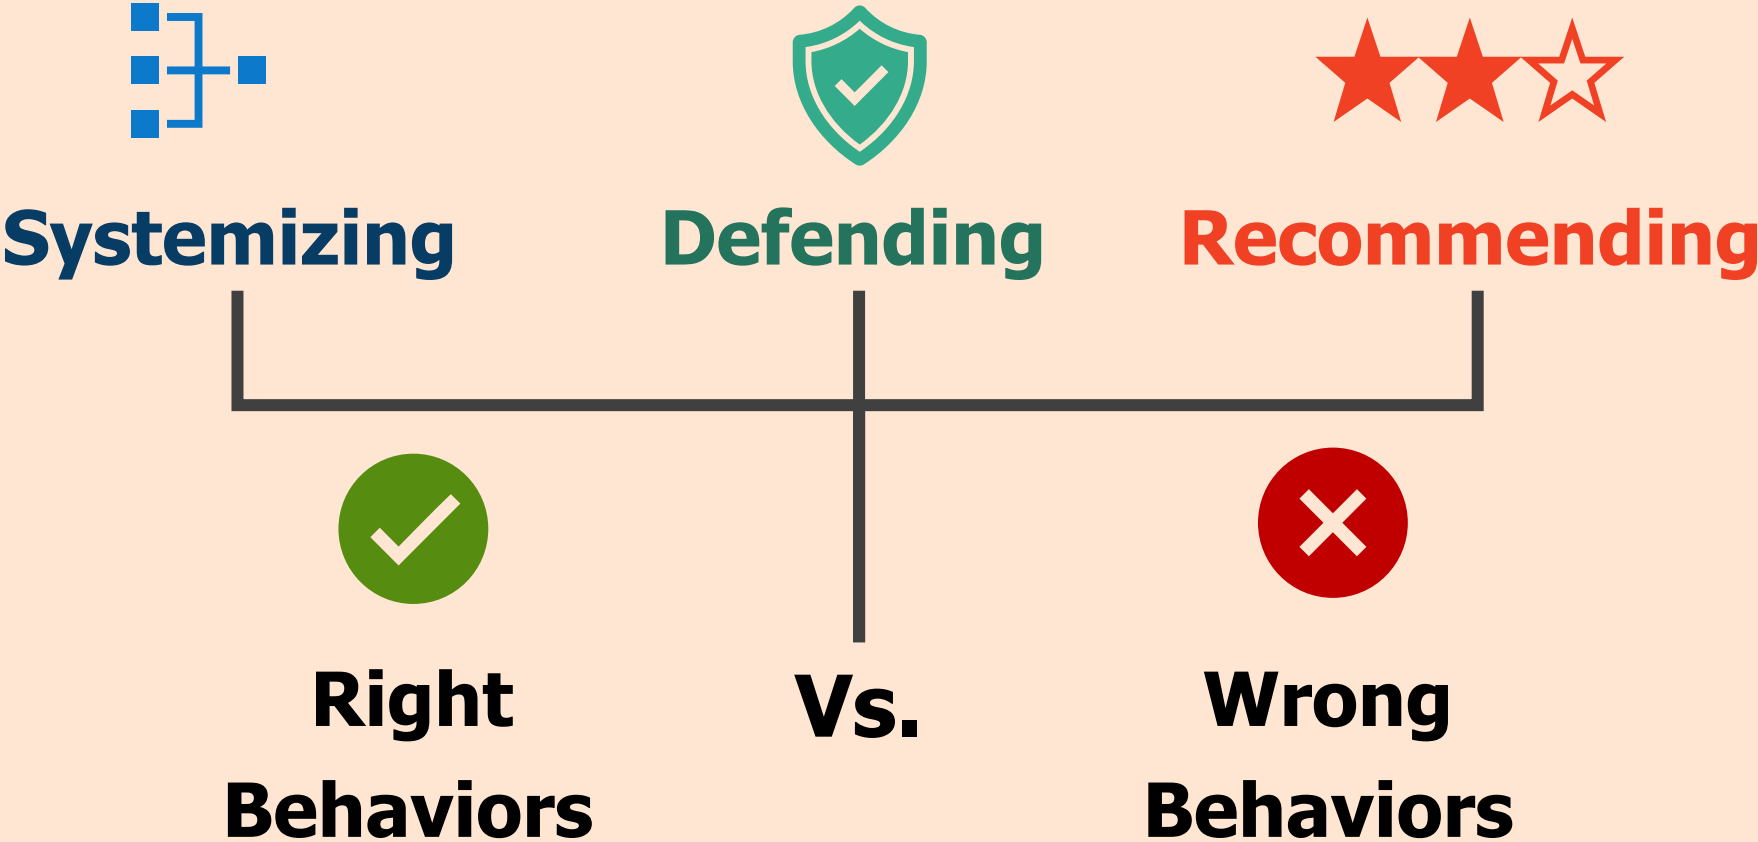 Systemizing
Defending
Recommending
Right
Behaviors
Vs.
Wrong
Behaviors